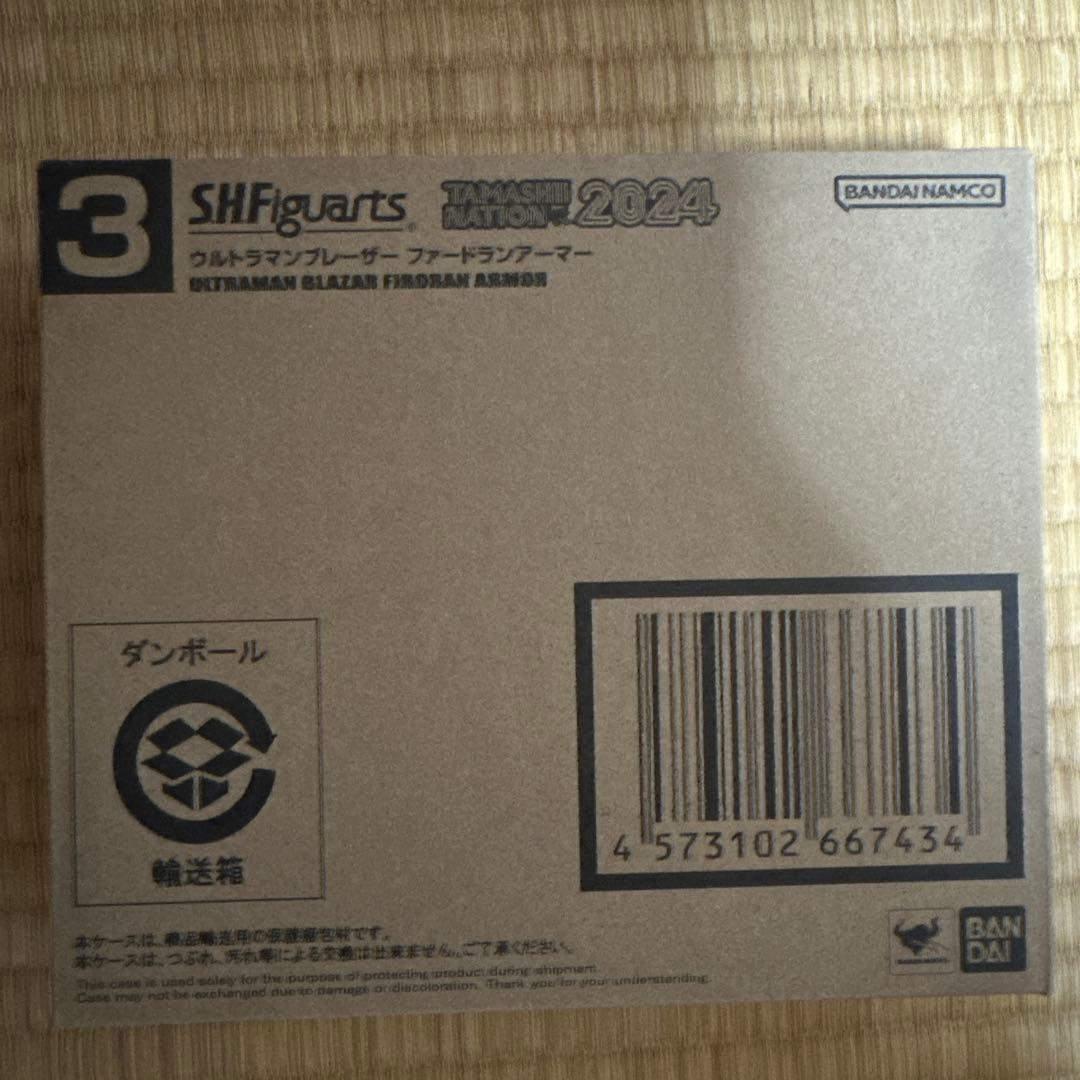 3
S.H.Figuarts® TAMASHII NATION™ 2024
BANDAI NAMCO
ウルトラマンブレーザー ファードランアーマー
ULTRAMAN BLAZAR FIRDRAN ARMOR
ダンボール
輸送箱
4 573102 667434
本ケースは、商品輸送用の保護梱包材です。
本ケースは、つぶれ、汚れ等による交換は出来ません。ご了承ください。
This case is used solely for the purpose of protecting product during shipment.
Case may not be exchanged due to damage or discoloration. Thank you for your understanding.
BAN
DAI